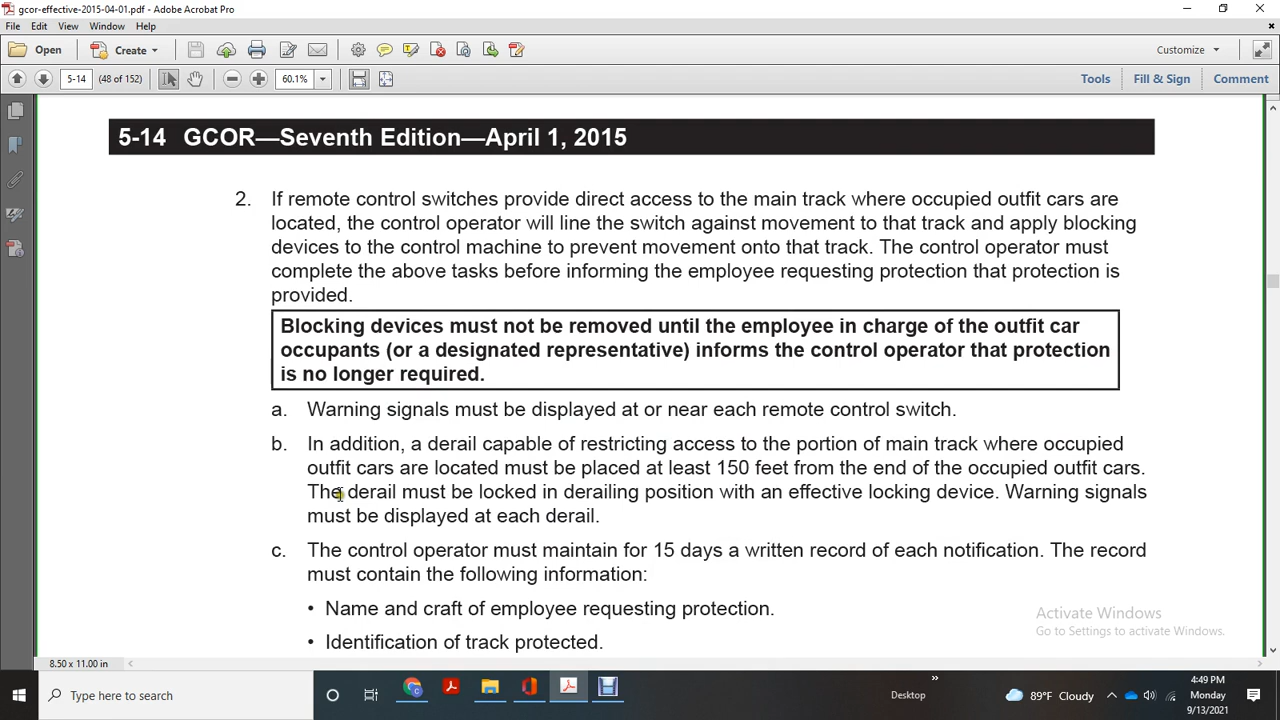 gcor-effective-2015-04-01.pdf - Adobe Acrobat Pro
File Edit View Window Help
Open Create Customize
5-14 (48 of 152) 60.1% Tools Fill & Sign Comment
5-14 GCOR—Seventh Edition—April 1, 2015
2. If remote control switches provide direct access to the main track where occupied outfit cars are
located, the control operator will line the switch against movement to that track and apply blocking
devices to the control machine to prevent movement onto that track. The control operator must
complete the above tasks before informing the employee requesting protection that protection is
provided.
Blocking devices must not be removed until the employee in charge of the outfit car
occupants (or a designated representative) informs the control operator that protection
is no longer required.
a. Warning signals must be displayed at or near each remote control switch.
b. In addition, a derail capable of restricting access to the portion of main track where occupied
outfit cars are located must be placed at least 150 feet from the end of the occupied outfit cars.
The derail must be locked in derailing position with an effective locking device. Warning signals
must be displayed at each derail.
c. The control operator must maintain for 15 days a written record of each notification. The record
must contain the following information:
• Name and craft of employee requesting protection.
• Identification of track protected.
Activate Windows
Go to Settings to activate Windows.
8.50 x 11.00 in
Type here to search
Desktop
89°F Cloudy
4:49 PM
Monday
9/13/2021